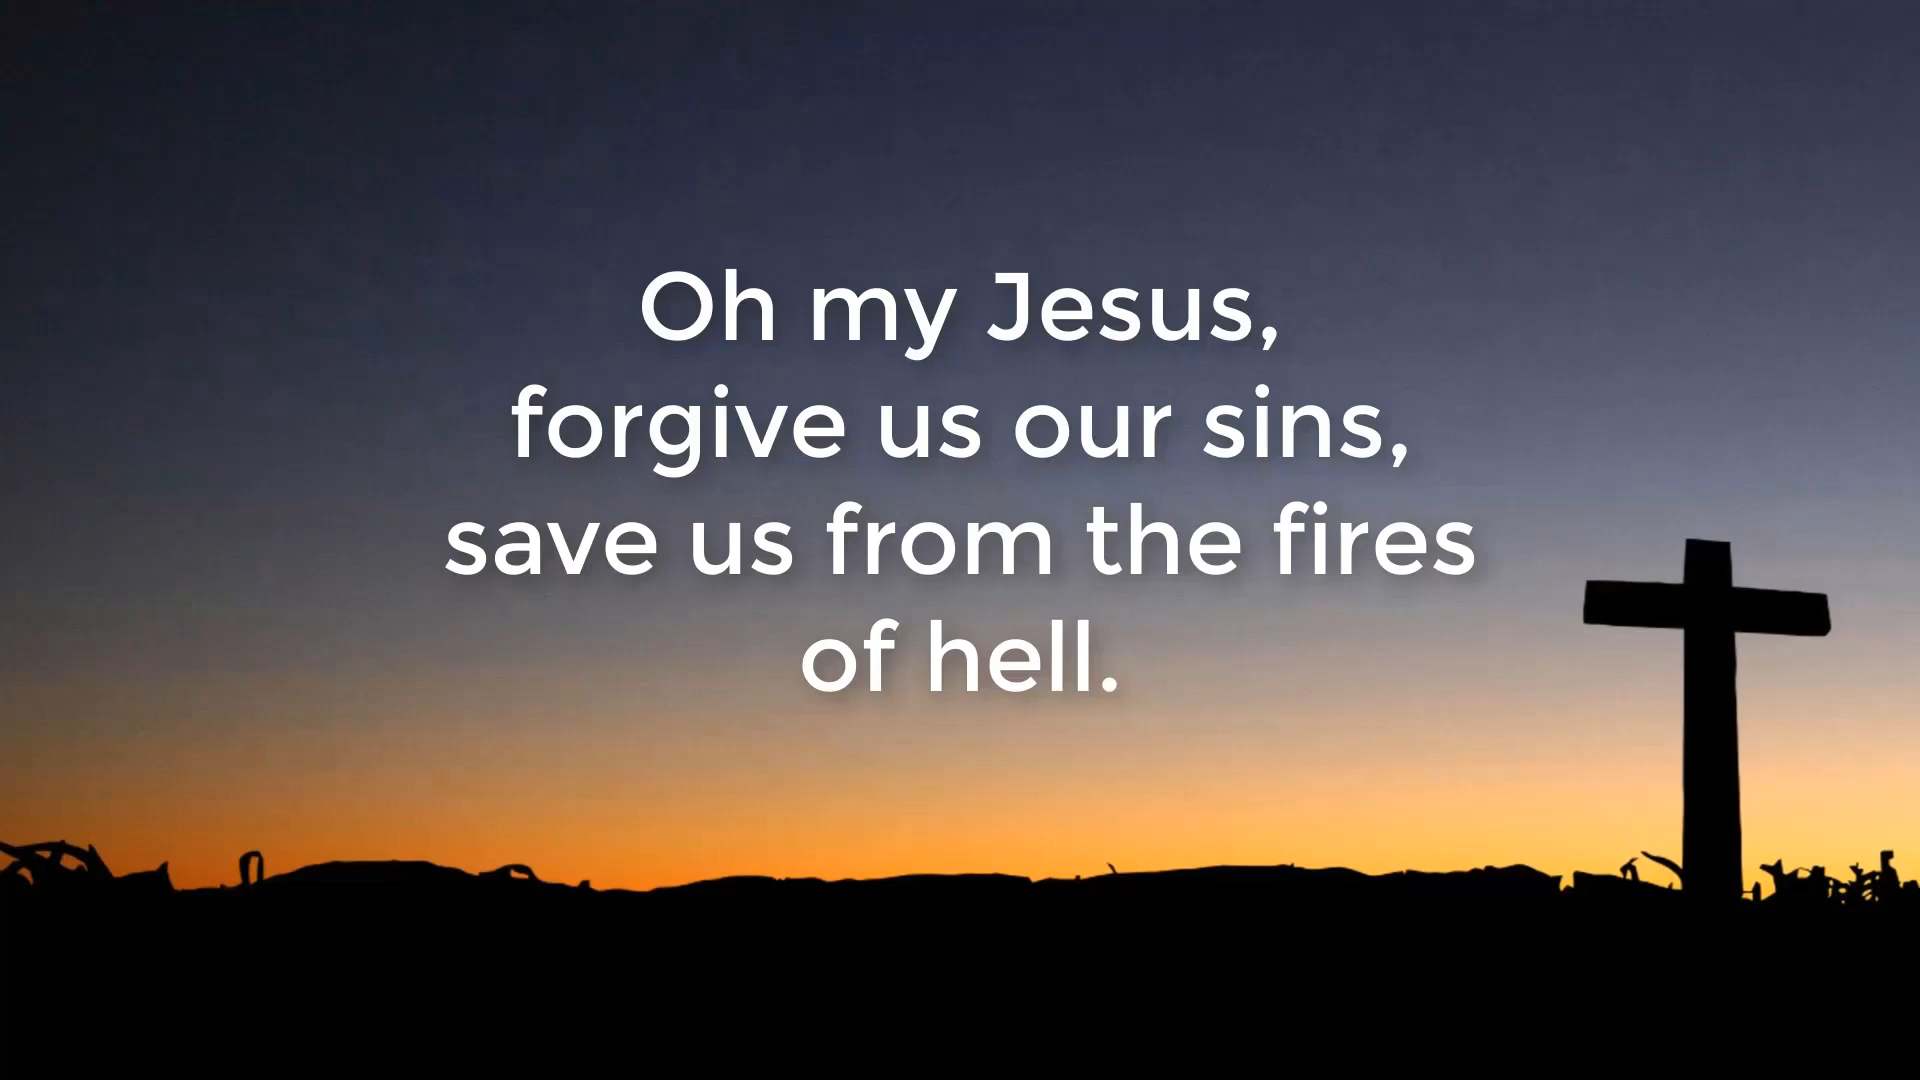 Oh my Jesus,
forgive us our sins,
save us from the fires
of hell.